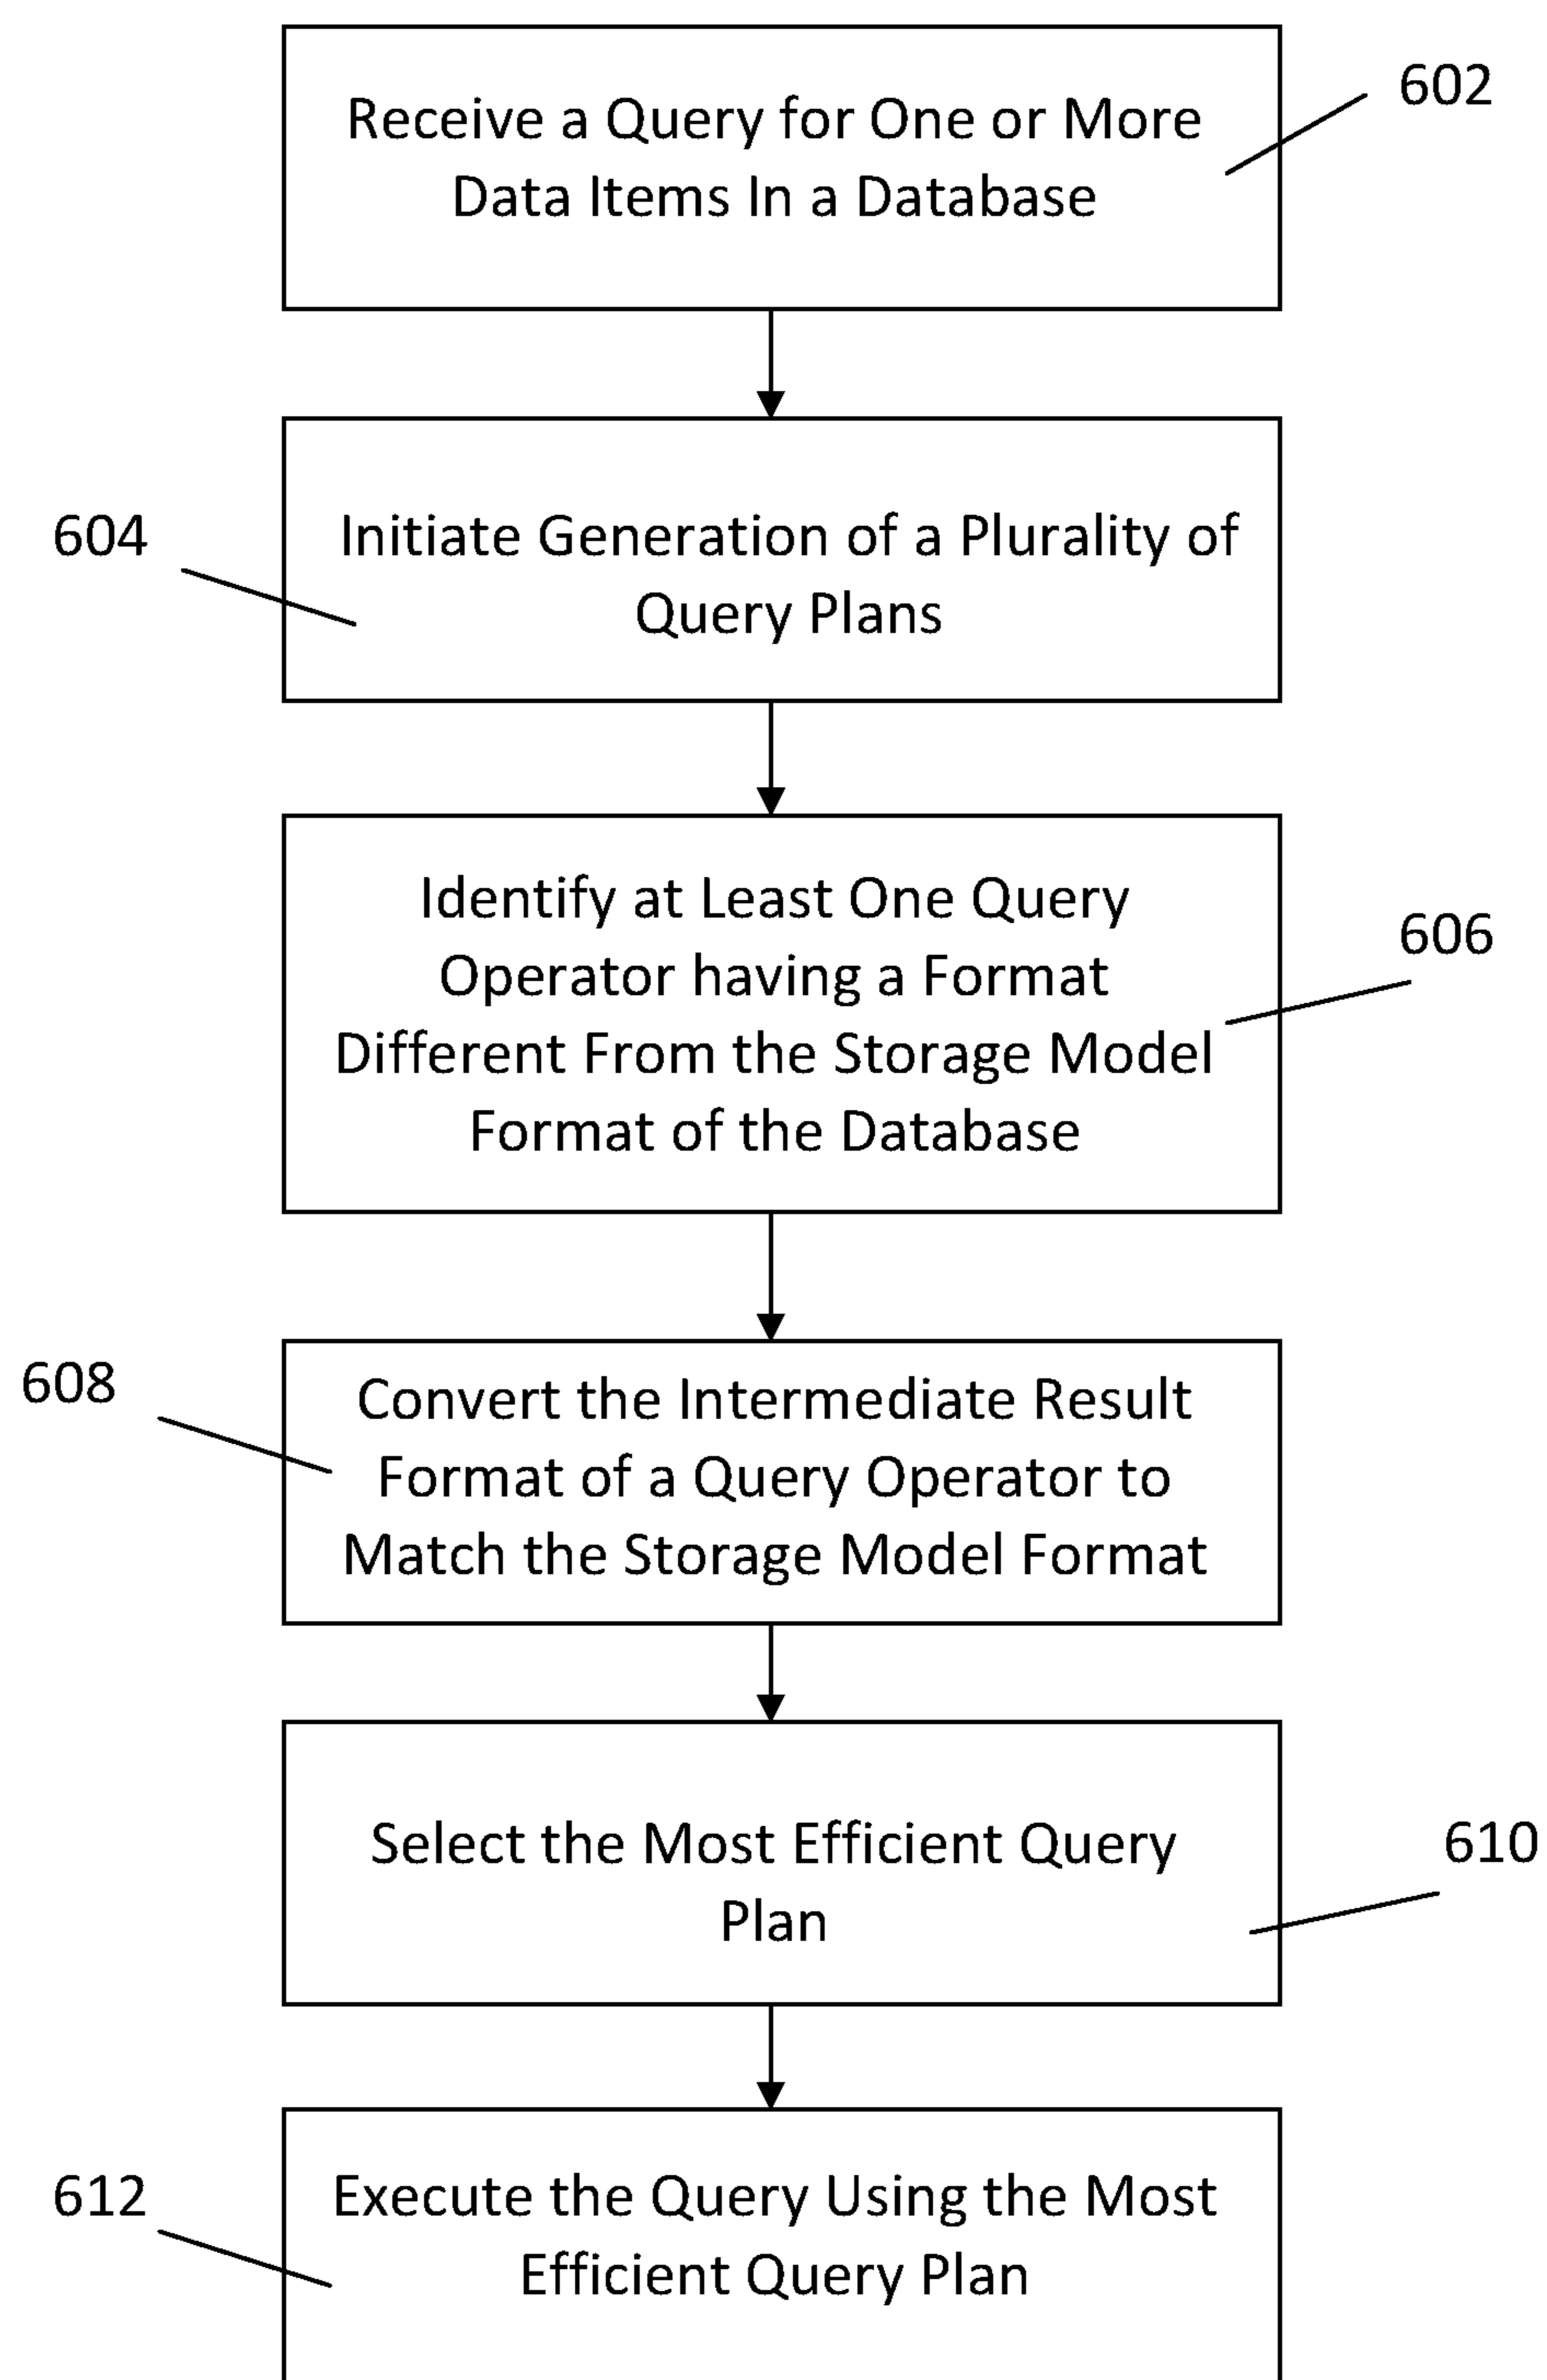 Receive a Query for One or More
Data Items In a Database
602
604
Initiate Generation of a Plurality of
Query Plans
Identify at Least One Query
Operator having a Format
Different From the Storage Model
Format of the Database
606
608
Convert the Intermediate Result
Format of a Query Operator to
Match the Storage Model Format
Select the Most Efficient Query
Plan
610
612
Execute the Query Using the Most
Efficient Query Plan